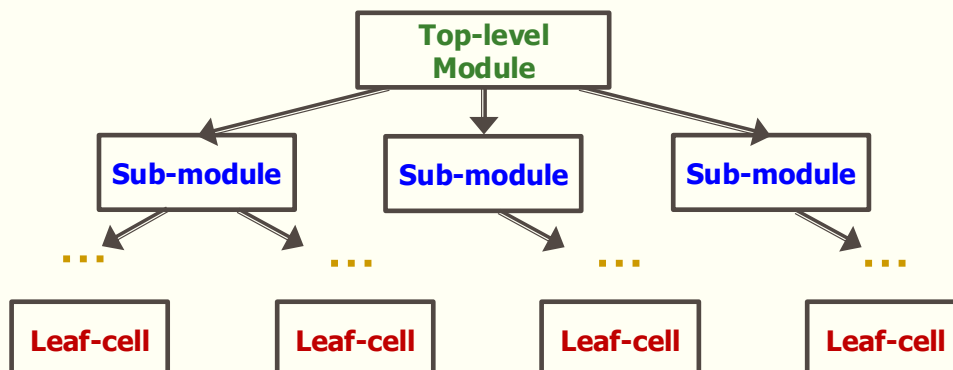 Top-level
Module
Sub-module
Sub-module
Sub-module
...
...
...
...
Leaf-cell
Leaf-cell
Leaf-cell
Leaf-cell